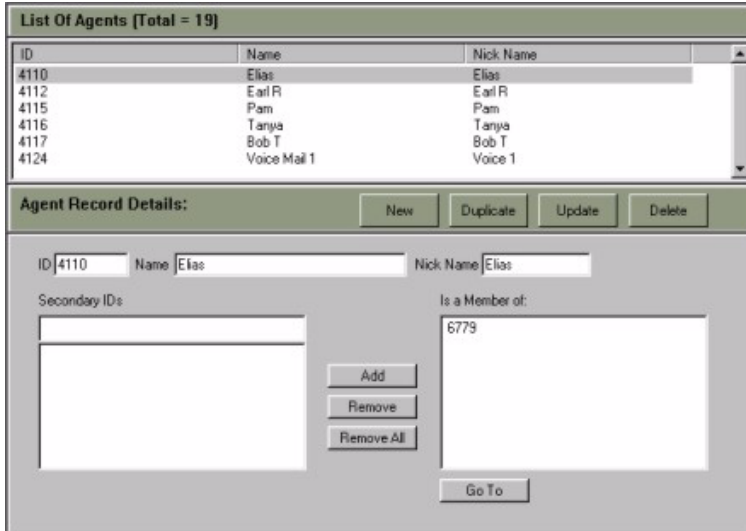 List Of Agents (Total = 19)
ID Name Nick Name
4110 Elias Elias
4112 Earl R Earl R
4115 Pam Pam
4116 Tanya Tanya
4117 Bob T Bob T
4124 Voice Mail 1 Voice 1
Agent Record Details: New Duplicate Update Delete
ID 4110 Name Elias Nick Name Elias
Secondary IDs Is a Member of:
6779
Add
Remove
Remove All
Go To